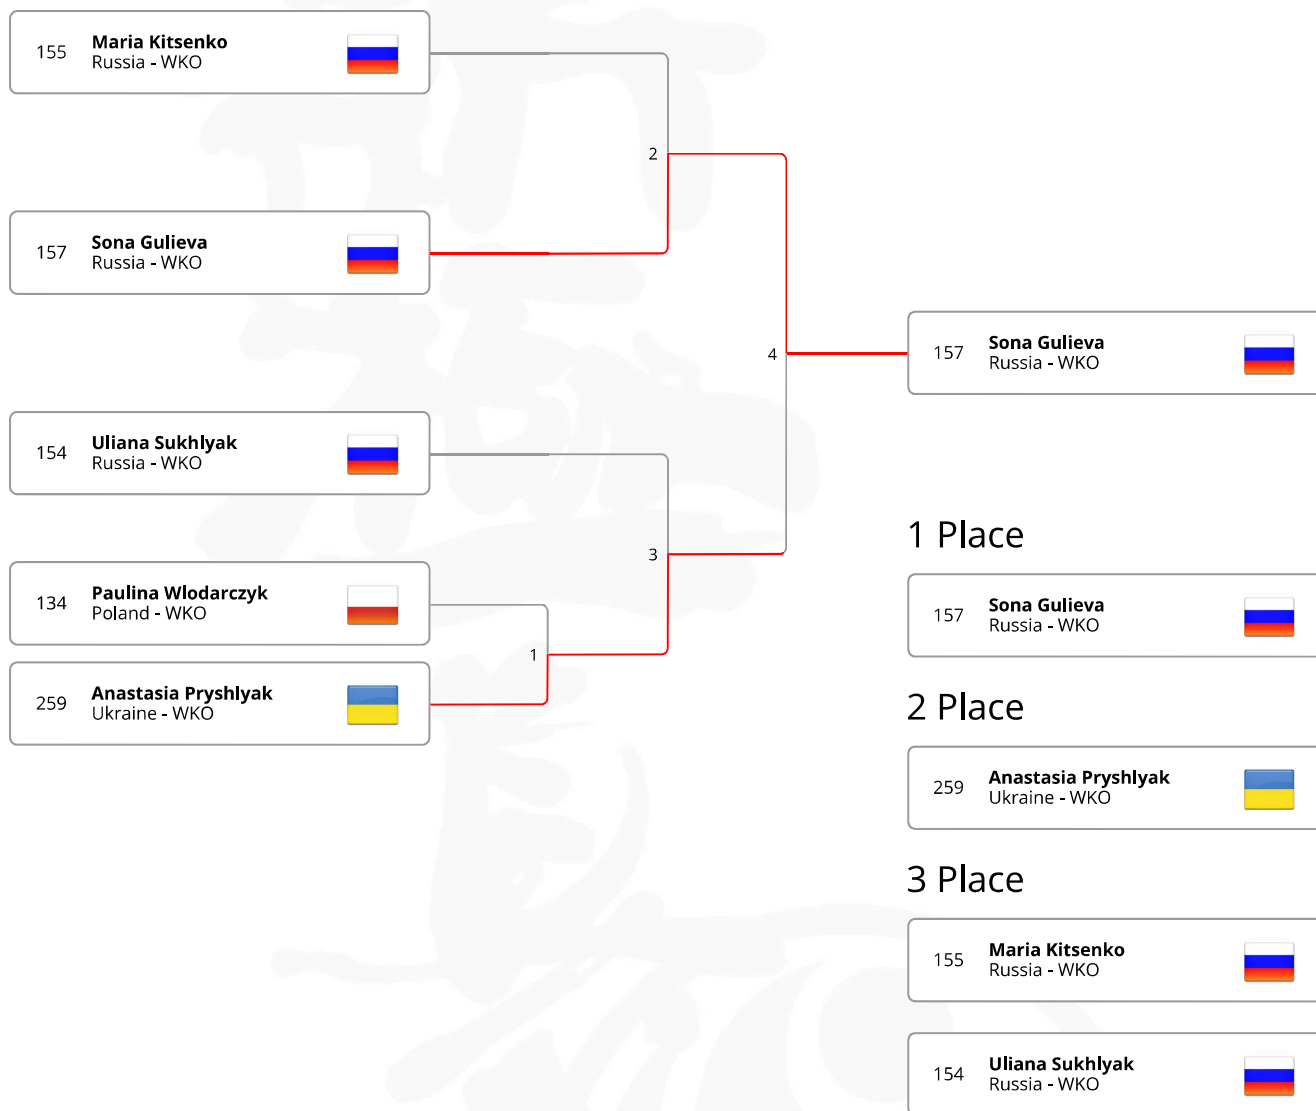 155
Maria Kitsenko
Russia - WKO
2
157
Sona Gulieva
Russia - WKO
4
157
Sona Gulieva
Russia - WKO
154
Uliana Sukhlyak
Russia - WKO
3
134
Paulina Wlodarczyk
Poland - WKO
1
259
Anastasia Pryshlyak
Ukraine - WKO
1 Place
157
Sona Gulieva
Russia - WKO
2 Place
259
Anastasia Pryshlyak
Ukraine - WKO
3 Place
155
Maria Kitsenko
Russia - WKO
154
Uliana Sukhlyak
Russia - WKO